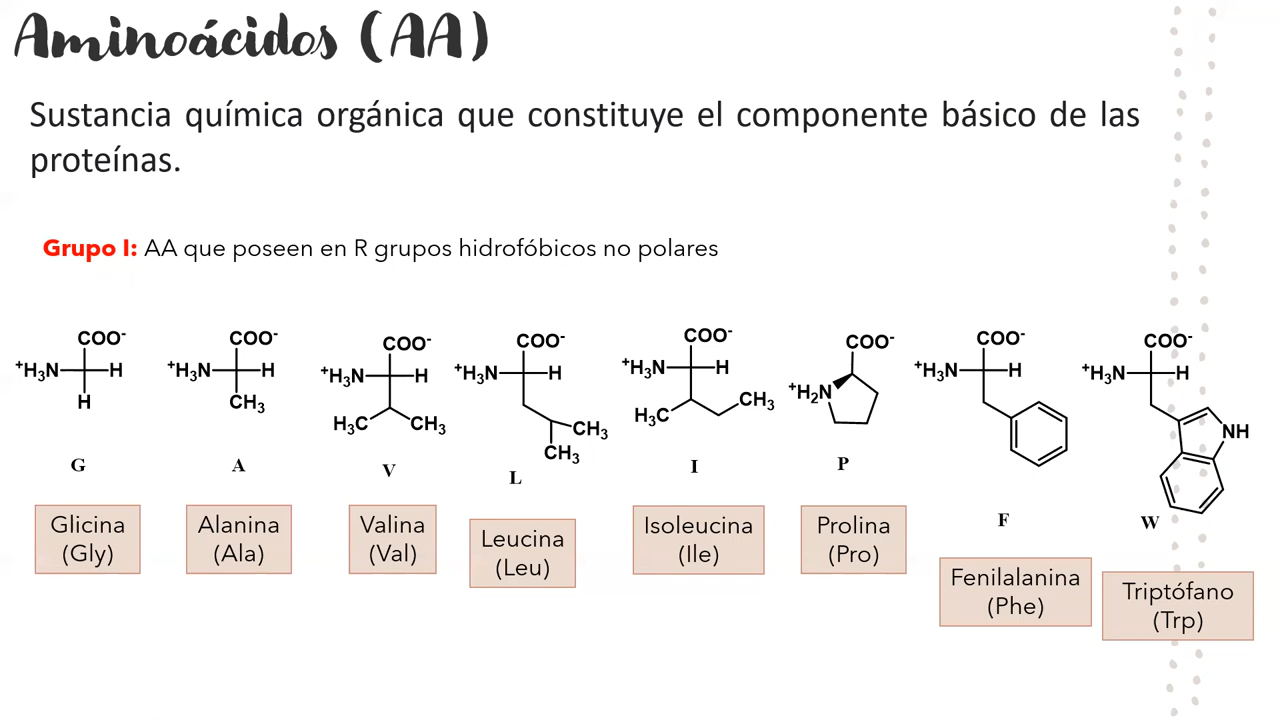 Aminoácidos (AA)
Sustancia química orgánica que constituye el componente básico de las
proteínas.
Grupo I: AA que poseen en R grupos hidrofóbicos no polares
COO⁻
⁺H₃N H
H
G
Glicina
(Gly)
COO⁻
⁺H₃N H
CH₃
A
Alanina
(Ala)
COO⁻
⁺H₃N H
H₃C CH₃
V
Valina
(Val)
COO⁻
⁺H₃N H
CH₃
CH₃
L
Leucina
(Leu)
COO⁻
⁺H₃N H
H₃C CH₃
I
Isoleucina
(Ile)
COO⁻
⁺H₂N
P
Prolina
(Pro)
COO⁻
⁺H₃N H
F
Fenilalanina
(Phe)
COO⁻
⁺H₃N H
NH
W
Triptófano
(Trp)